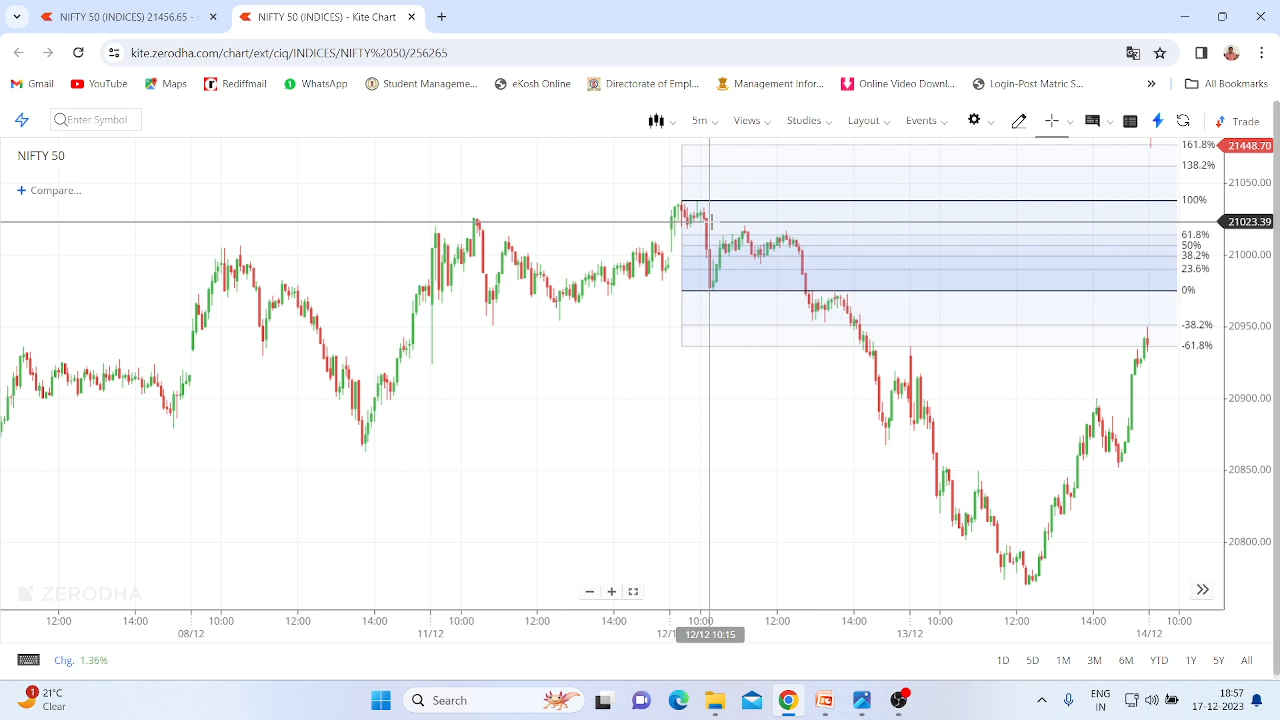 NIFTY 50 (INDICES) 21456.65 -
NIFTY 50 (INDICES) - Kite Chart
kite.zerodha.com/chart/ext/ciq/INDICES/NIFTY%2050/256265
Gmail YouTube Maps Rediffmail WhatsApp Student Manageme... eKosh Online Directorate of Empl... Management Infor... Online Video Downl... Login-Pre Matric S... » All Bookmarks
Enter Symbol 5m Views Studies Layout Events Trade
NIFTY 50
+ Compare...
161.8%
138.2%
100%
61.8%
50%
38.2%
23.6%
0%
-38.2%
-61.8%
21448.70
21050.00
21023.39
21000.00
20950.00
20900.00
20850.00
20800.00
ZERODHA
12:00 14:00 10:00 12:00 14:00 10:00 12:00 14:00 10:00 12:00 14:00 10:00 12:00 14:00 10:00
08/12 11/12 12/1 12/12 10:15 13/12 14/12
Chg. 1.36% 1D 5D 1M 3M 6M YTD 1Y 5Y All
1 21°C
Clear
Search
ENG
IN
18:57
17-12-2023